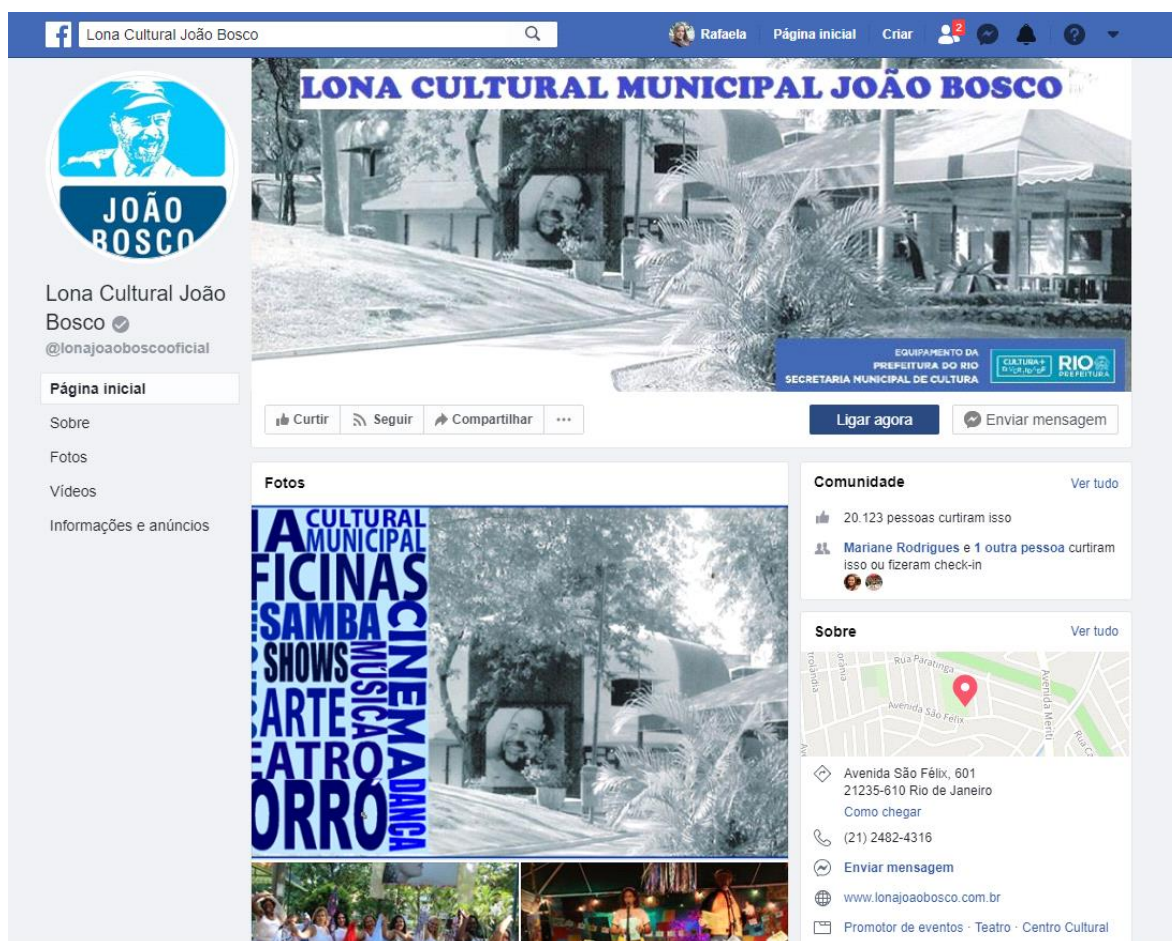 Lona Cultural João Bosco
Rafaela
Página inicial
Criar
2
JOÃO
BOSCO
LONA CULTURAL MUNICIPAL JOÃO BOSCO
EQUIPAMENTO DA
PREFEITURA DO RIO
SECRETARIA MUNICIPAL DE CULTURA
CULTURA+
RIO
PREFEITURA
Lona Cultural João
Bosco
@lonajoaoboscooficial
Página inicial
Sobre
Fotos
Vídeos
Informações e anúncios
Curtir
Seguir
Compartilhar
...
Ligar agora
Enviar mensagem
Fotos
CULTURAL
MUNICIPAL
FICINAS
SAMBA
SHOWS
MÚSICA
CINEMA
ARTE
EATRO
DANÇA
ORRÓ
Comunidade
Ver tudo
20.123 pessoas curtiram isso
Mariane Rodrigues e 1 outra pessoa curtiram
isso ou fizeram check-in
Sobre
Ver tudo
Rua Paratinga
Avenida São Félix
Avenida Meriti
Avenida São Félix, 601
21235-610 Rio de Janeiro
Como chegar
(21) 2482-4316
Enviar mensagem
www.lonajoaobosco.com.br
Promotor de eventos · Teatro · Centro Cultural